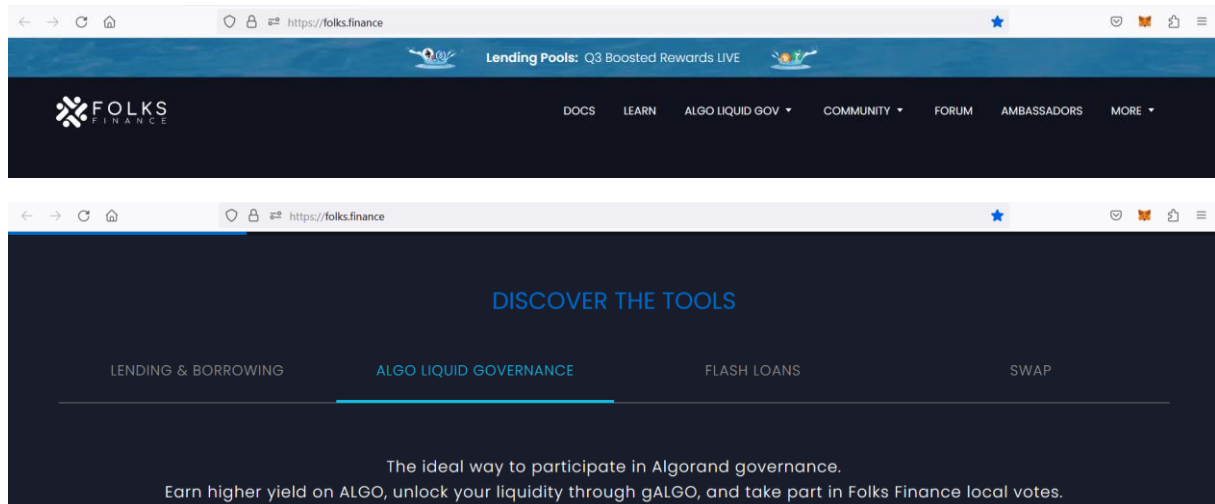 https://folks.finance
Lending Pools: Q3 Boosted Rewards LIVE
FOLKS
FINANCE
DOCS LEARN ALGO LIQUID GOV COMMUNITY FORUM AMBASSADORS MORE
https://folks.finance
DISCOVER THE TOOLS
LENDING & BORROWING ALGO LIQUID GOVERNANCE FLASH LOANS SWAP
The ideal way to participate in Algorand governance.
Earn higher yield on ALGO, unlock your liquidity through gALGO, and take part in Folks Finance local votes.